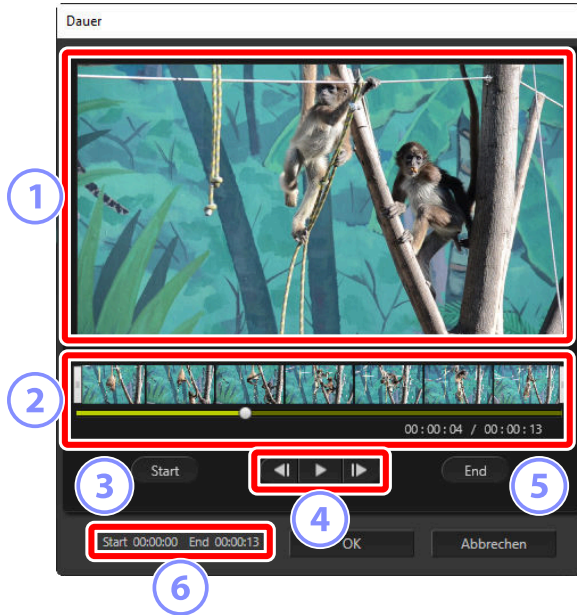 Dauer
1
2
00:00:04 / 00:00:13
3
Start
4
End
5
Start 00:00:00 End 00:00:13
OK
Abbrechen
6